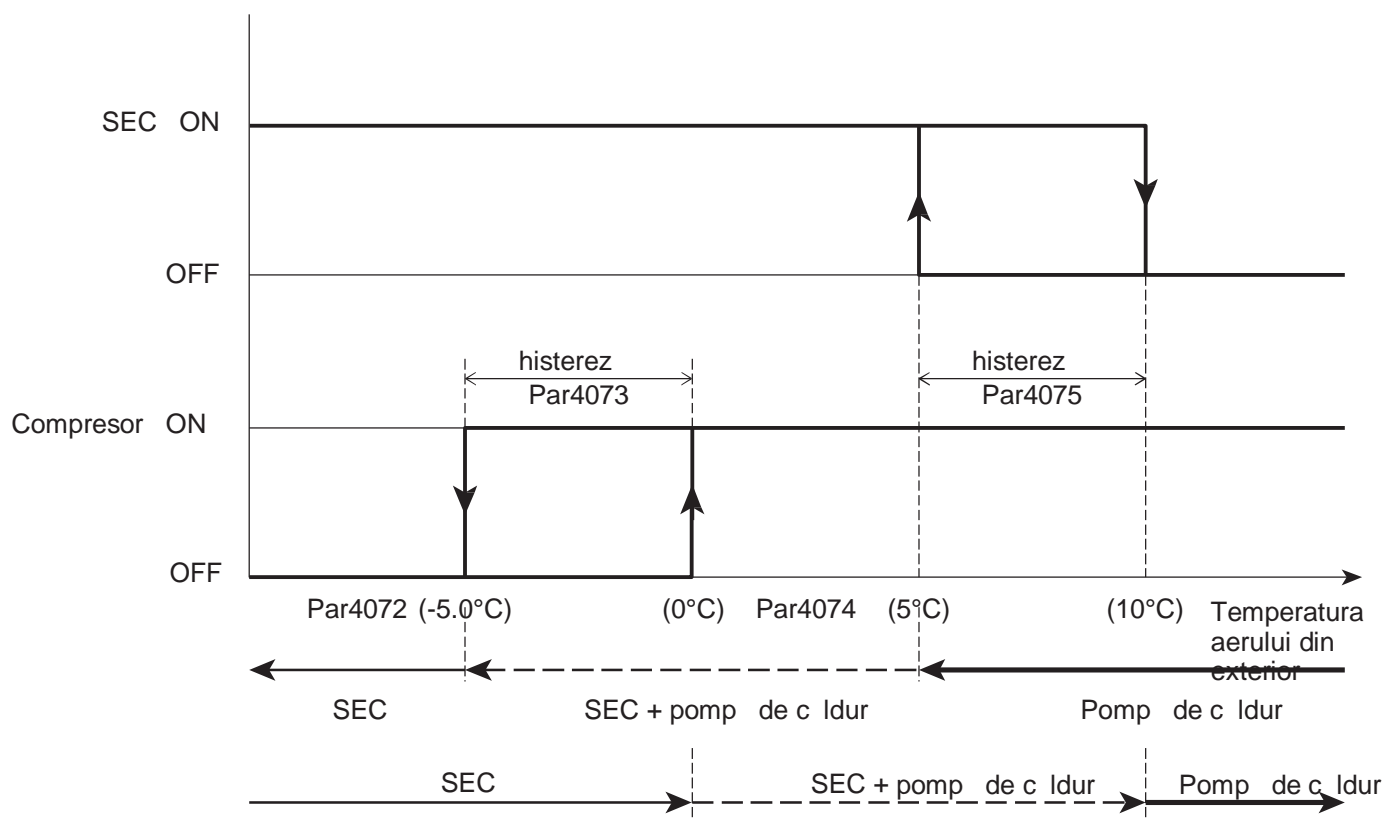 SEC ON
OFF
histerez
Par4073
histerez
Par4075
Compresor ON
OFF
Par4072 (-5.0°C) (0°C) Par4074 (5°C) (10°C) Temperatura
aerului din
exterior
SEC SEC + pomp de c ldur Pomp de c ldur
SEC SEC + pomp de c ldur Pomp de c ldur